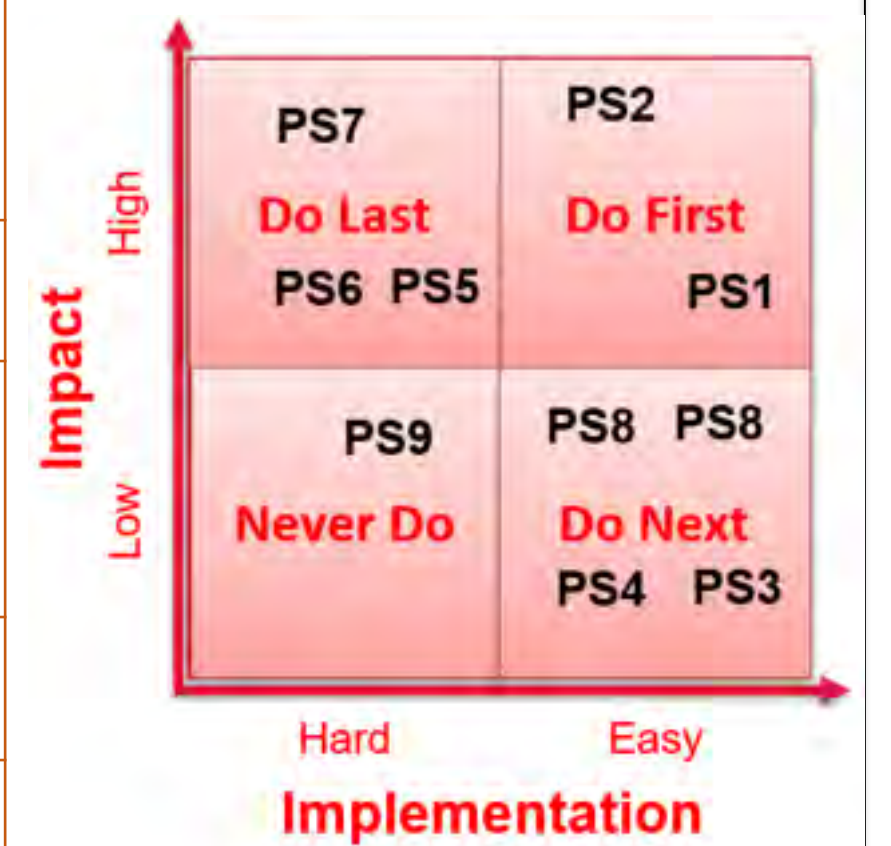 PS7
PS2
Do Last
Do First
PS6 PS5
PS1
High
Impact
PS9
PS8 PS8
Never Do
Do Next
PS4 PS3
Low
Hard
Easy
Implementation